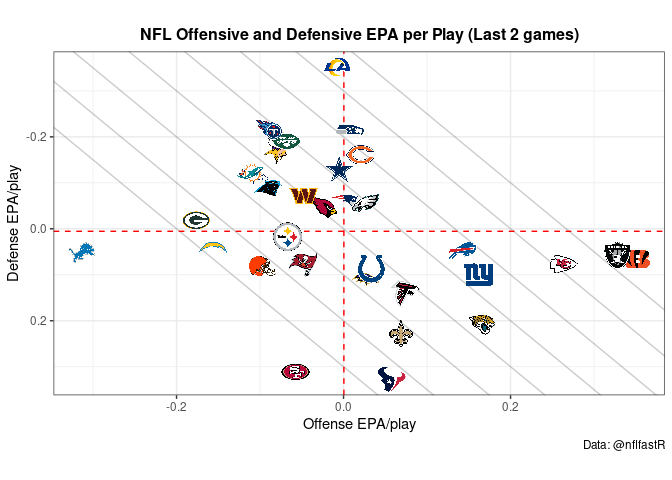 NFL Offensive and Defensive EPA per Play (Last 2 games)
Defense EPA/play
-0.2
0.0
0.2
W
ny
-0.2
0.0
0.2
Offense EPA/play
Data: @nflfastR